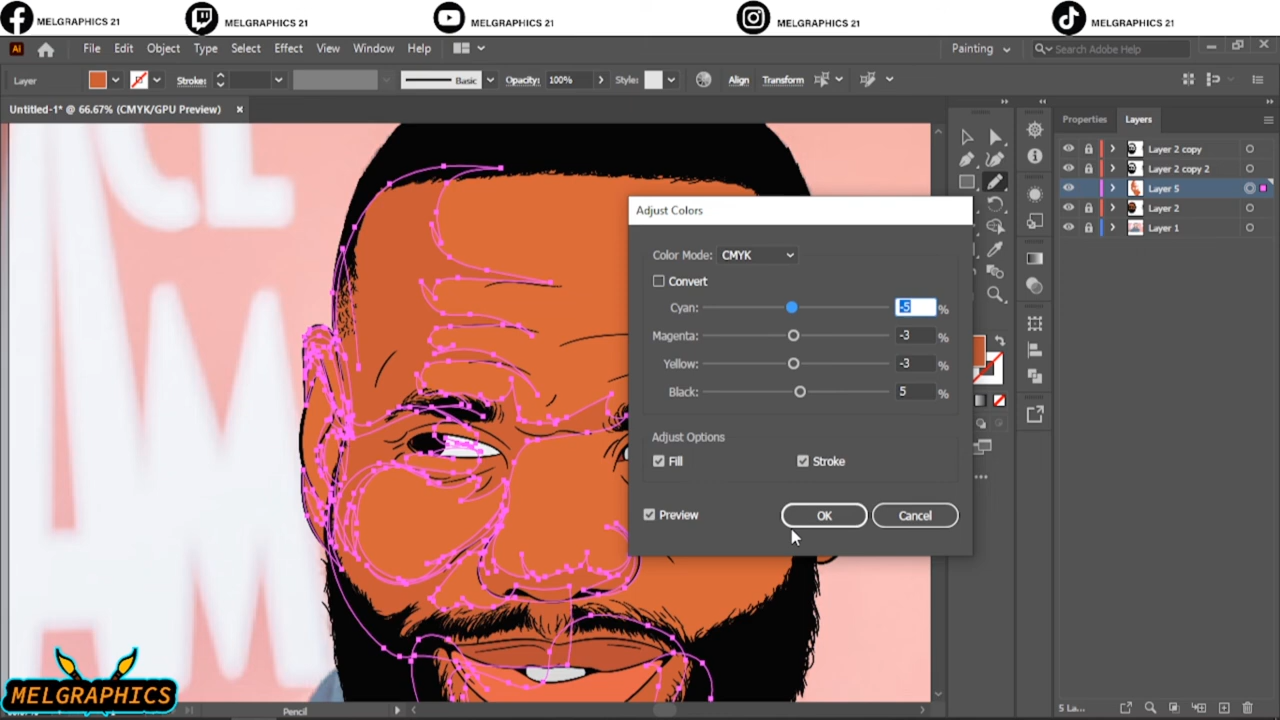 MELGRAPHICS 21 MELGRAPHICS 21 MELGRAPHICS 21 MELGRAPHICS 21 MELGRAPHICS 21
Ai File Edit Object Type Select Effect View Window Help Painting Search Adobe Help
Layer Stroke: Basic Opacity: 100% Style: Align Transform
Untitled-1* @ 66.67% (CMYK/GPU Preview) ×
Properties Layers
Layer 2 copy
Layer 2 copy 2
Layer 5
Layer 2
Layer 1
Adjust Colors
Color Mode: CMYK
Convert
Cyan: -5 %
Magenta: -3 %
Yellow: -3 %
Black: 5 %
Adjust Options
Fill Stroke
Preview OK Cancel
MELGRAPHICS
Pencil
5 La...